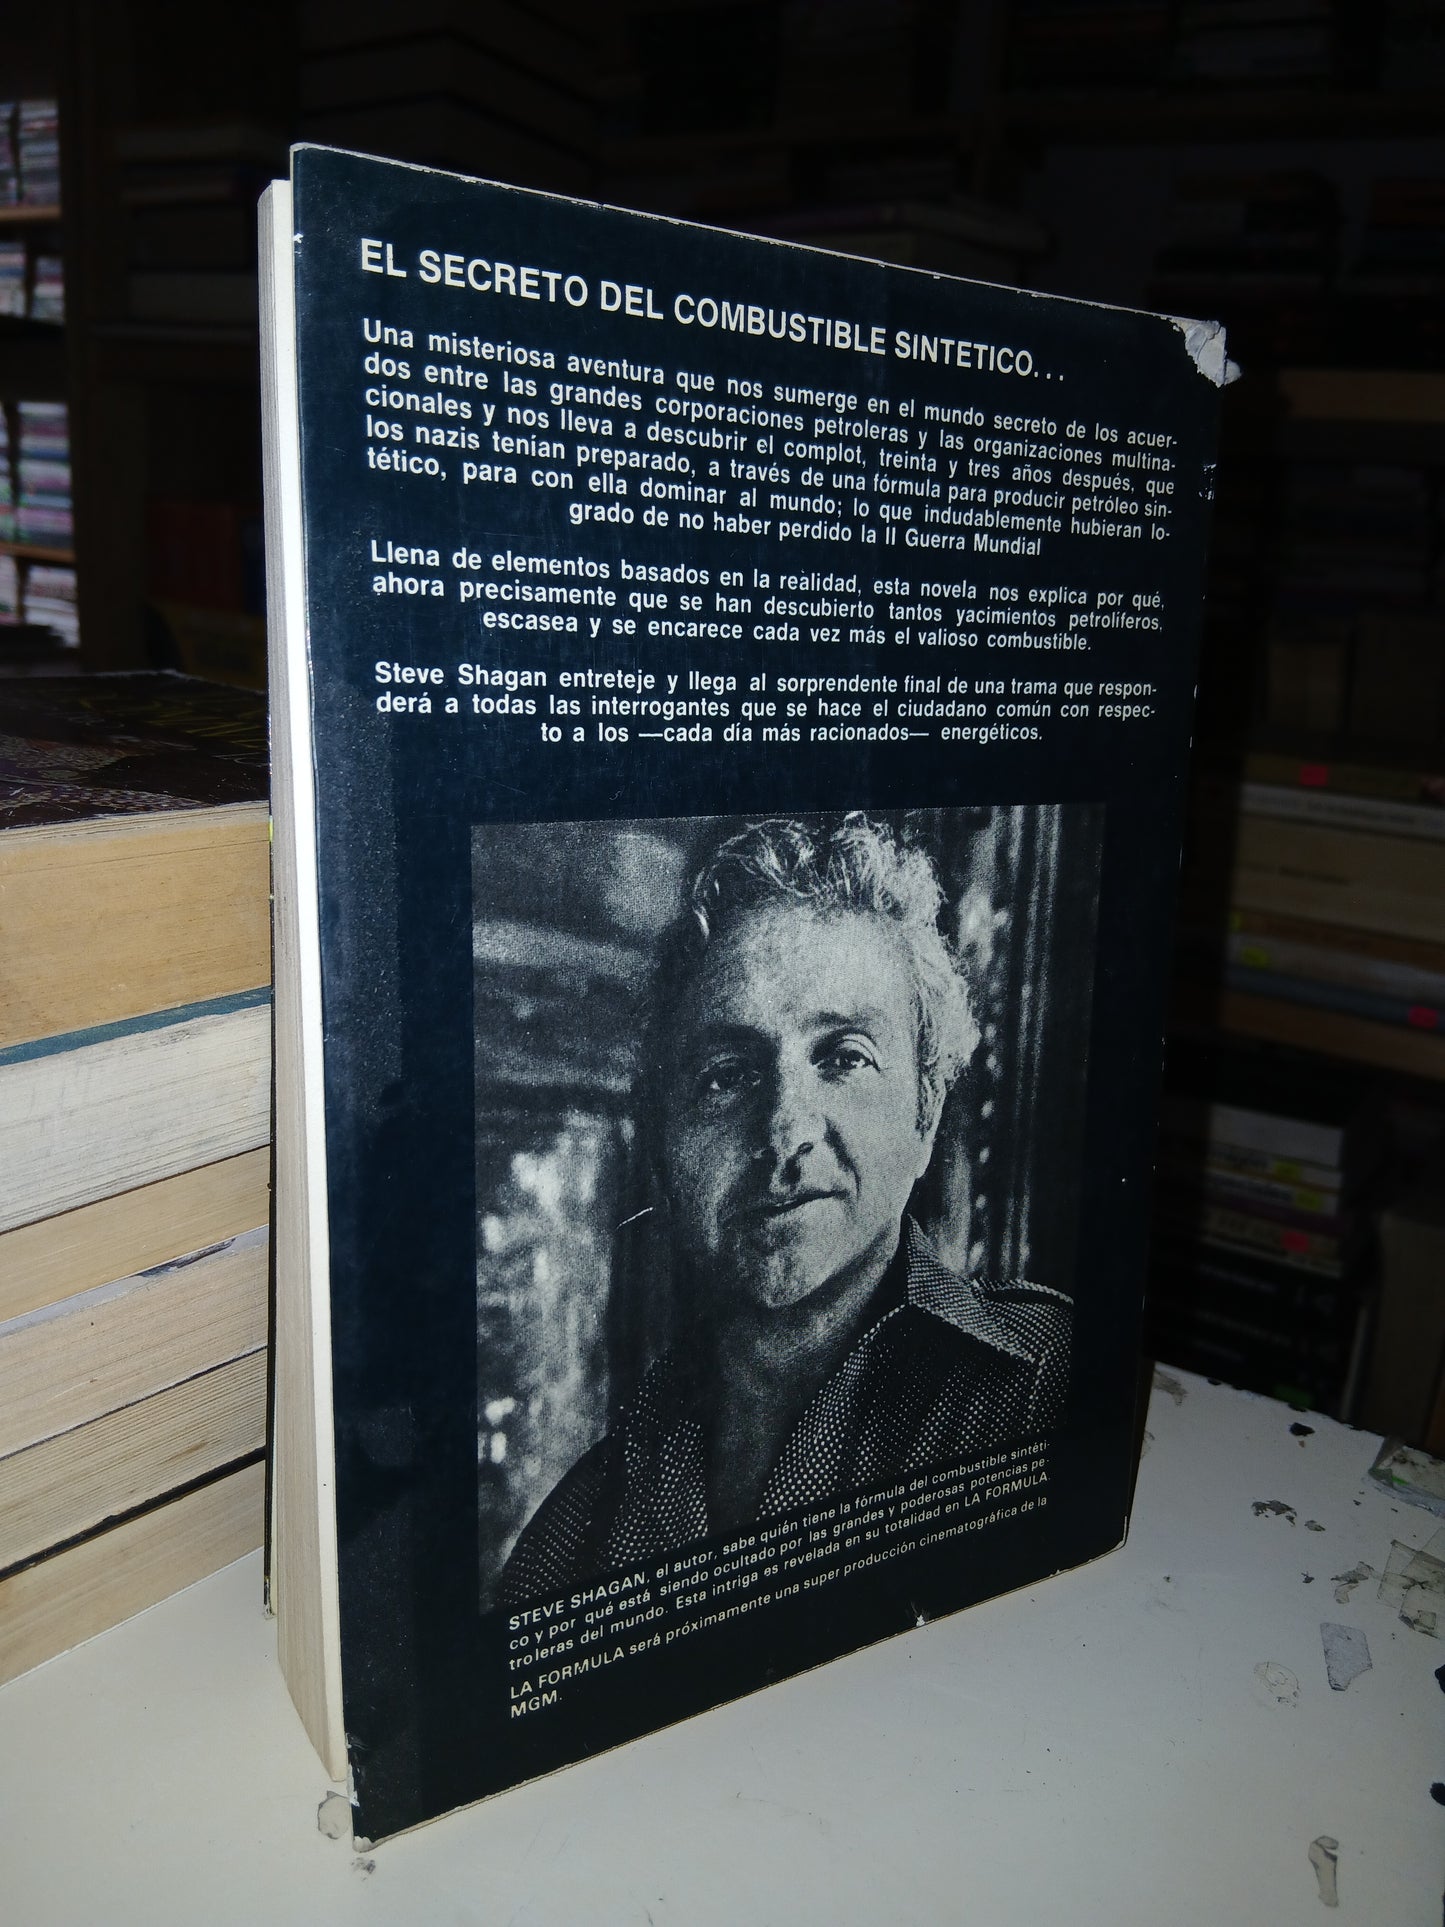 EL SECRETO DEL COMBUSTIBLE SINTETICO...
Una misteriosa aventura que nos sumerge en el mundo secreto de los acuer-
dos entre las grandes corporaciones petroleras y las organizaciones multina-
cionales y nos lleva a descubrir el complot, treinta y tres años después, que
los nazis tenían preparado, a través de una fórmula para producir petróleo sin-
tético, para con ella dominar al mundo; lo que indudablemente hubieran lo-
grado de no haber perdido la II Guerra Mundial
Llena de elementos basados en la realidad, esta novela nos explica por qué,
ahora precisamente que se han descubierto tantos yacimientos petrolíferos,
escasea y se encarece cada vez más el valioso combustible.
Steve Shagan entreteje y llega al sorprendente final de una trama que respon-
derá a todas las interrogantes que se hace el ciudadano común con respec-
to a los —cada día más racionados— energéticos.
STEVE SHAGAN, el autor, sabe quién tiene la fórmula del combustible sintéti-
co y por qué está siendo ocultado por las grandes y poderosas potencias pe-
troleras del mundo. Esta intriga es revelada en su totalidad en LA FORMULA.
LA FORMULA será próximamente una super producción cinematográfica de la
MGM.